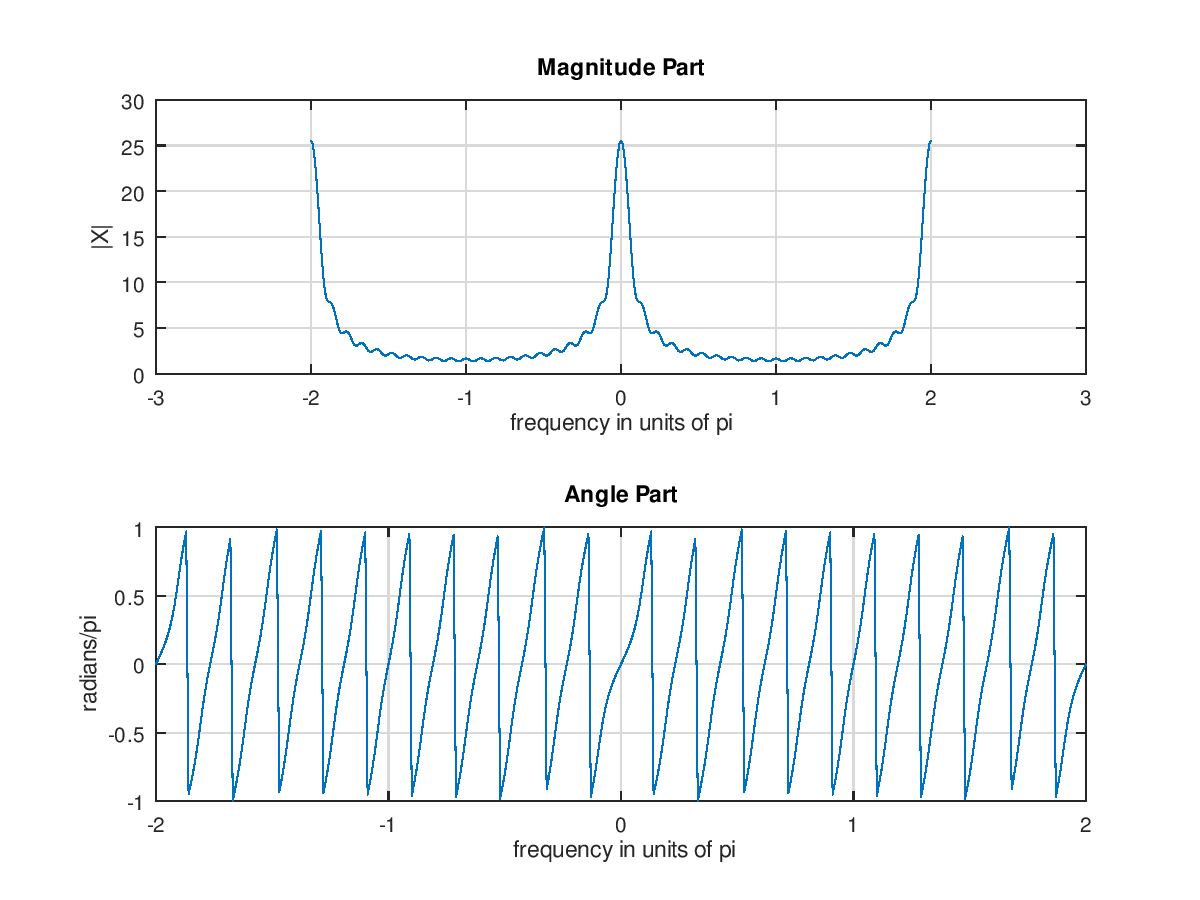 Magnitude Part
30
25
20
15
10
5
0
|X|
-3 -2 -1 0 1 2 3
frequency in units of pi
Angle Part
1
0.5
0
-0.5
-1
radians/pi
-2 -1 0 1 2
frequency in units of pi